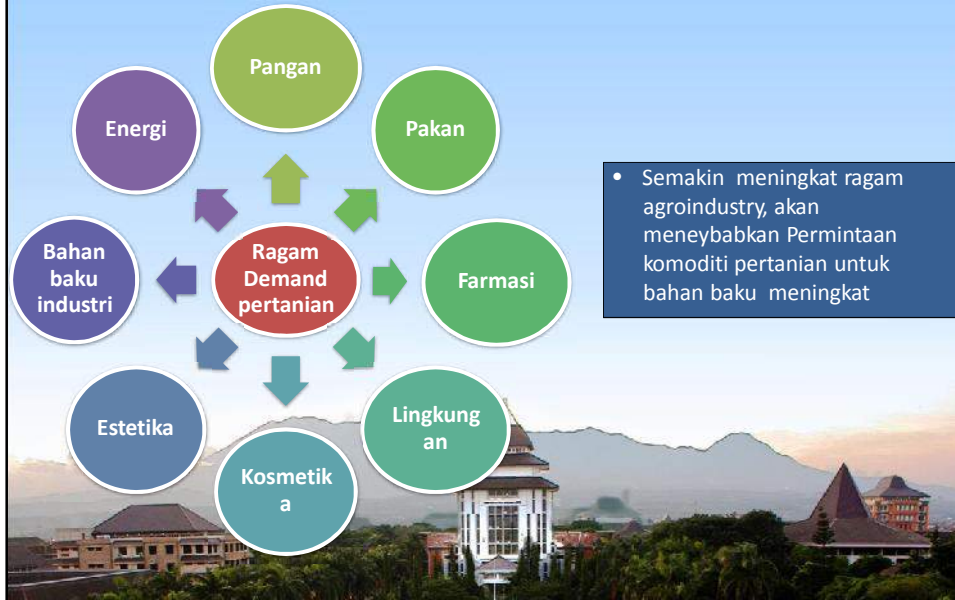 Pangan
Pakan
Farmasi
Lingkung
an
Kosmetik
a
Estetika
Bahan
baku
industri
Energi
Ragam
Demand
pertanian
• Semakin meningkat ragam
agroindustry, akan
meneybabkan Permintaan
komoditi pertanian untuk
bahan baku meningkat